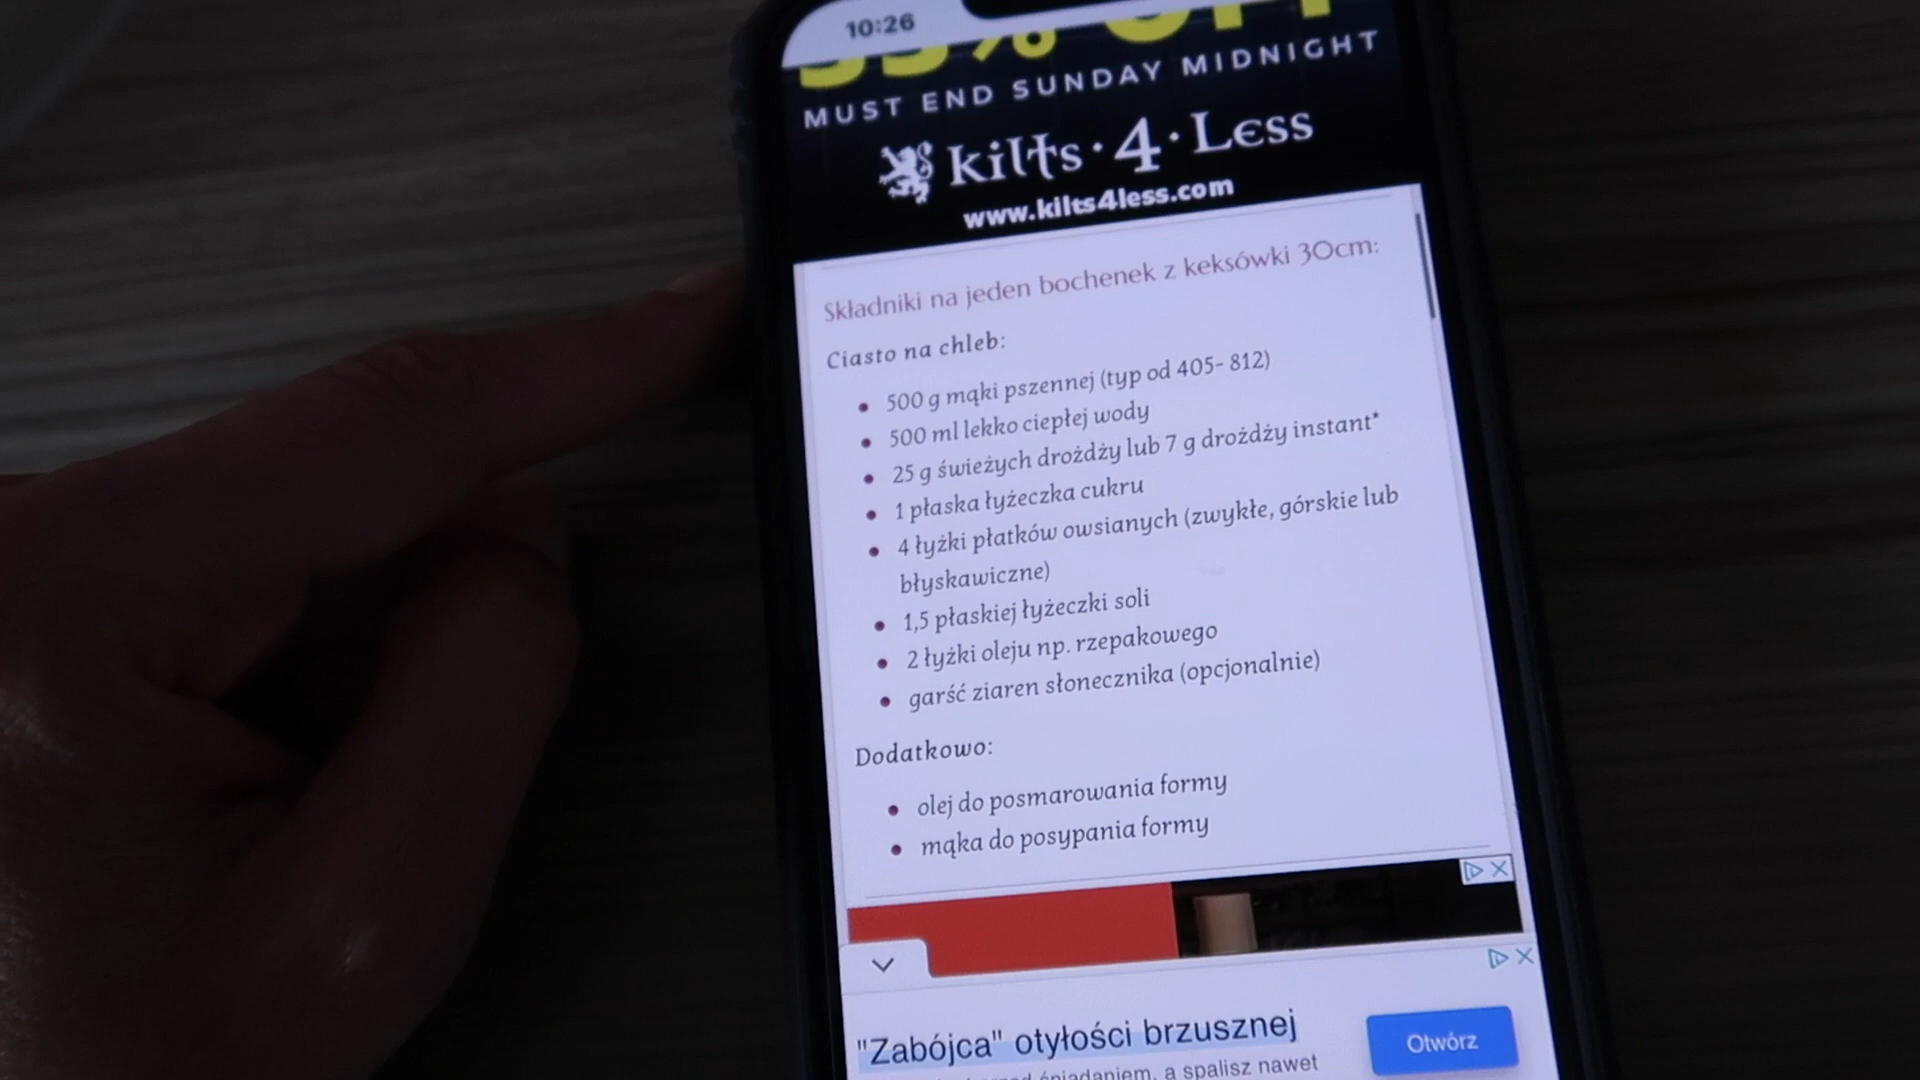 10:26
MUST END SUNDAY MIDNIGHT
Kilts·4·Less
www.kilts4less.com
Składniki na jeden bochenek z keksówki 30cm:
Ciasto na chleb:
500 g mąki pszennej (typ od 405- 812)
500 ml lekko ciepłej wody
25 g świeżych drożdży lub 7 g drożdży instant*
1 płaska łyżeczka cukru
4 łyżki płatków owsianych (zwykłe, górskie lub
błyskawiczne)
1,5 płaskiej łyżeczki soli
2 łyżki oleju np. rzepakowego
garść ziaren słonecznika (opcjonalnie)
Dodatkowo:
olej do posmarowania formy
mąka do posypania formy
"Zabójca" otyłości brzusznej
Otwórz
śniadaniem, a spalisz nawet